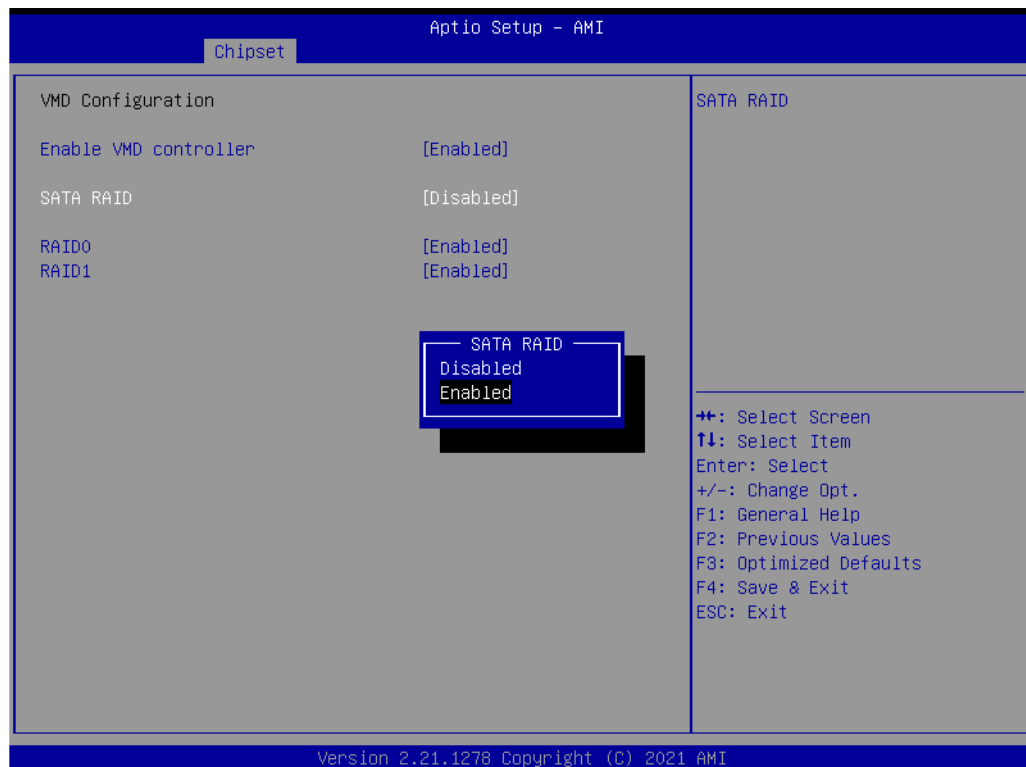 Aptio Setup – AMI
Chipset
VMD Configuration
Enable VMD controller [Enabled]
SATA RAID [Disabled]
RAID0 [Enabled]
RAID1 [Enabled]
SATA RAID
Disabled
Enabled
SATA RAID
→←: Select Screen
↑↓: Select Item
Enter: Select
+/-: Change Opt.
F1: General Help
F2: Previous Values
F3: Optimized Defaults
F4: Save & Exit
ESC: Exit
Version 2.21.1278 Copyright (C) 2021 AMI